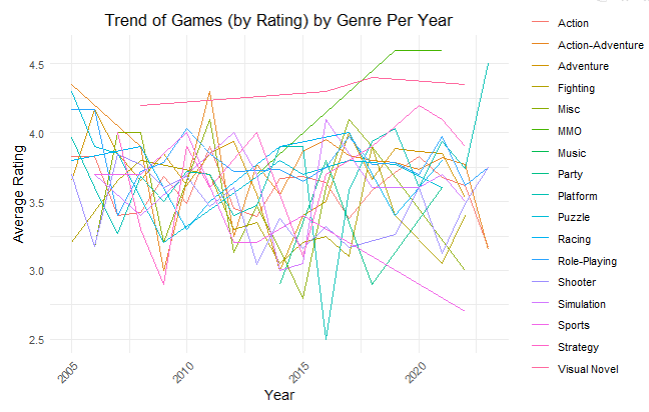 Trend of Games (by Rating) by Genre Per Year
Average Rating
4.5
4.0
3.5
3.0
2.5
2005
2010
2015
2020
Year
Action
Action-Adventure
Adventure
Fighting
Misc
MMO
Music
Party
Platform
Puzzle
Racing
Role-Playing
Shooter
Simulation
Sports
Strategy
Visual Novel